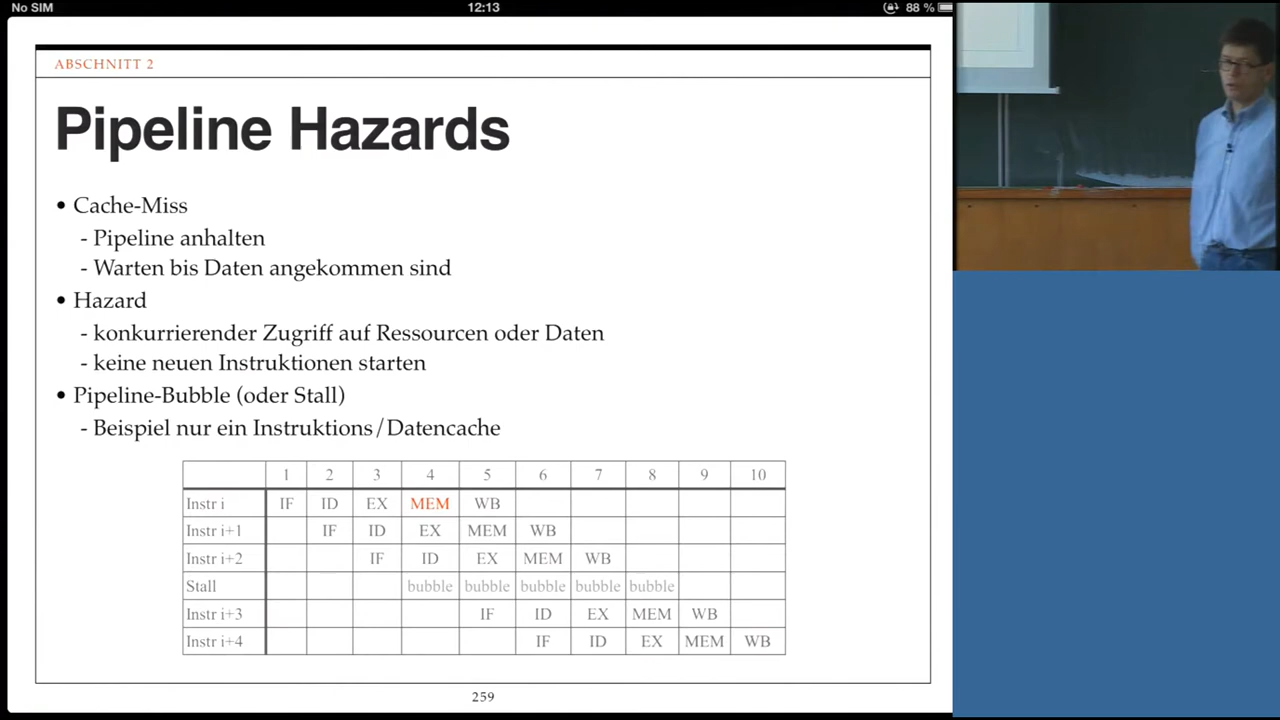 No SIM 12:13 88 %
ABSCHNITT 2
Pipeline Hazards
• Cache-Miss
- Pipeline anhalten
- Warten bis Daten angekommen sind
• Hazard
- konkurrierender Zugriff auf Ressourcen oder Daten
- keine neuen Instruktionen starten
• Pipeline-Bubble (oder Stall)
- Beispiel nur ein Instruktions/Datencache
1 2 3 4 5 6 7 8 9 10
Instr i IF ID EX MEM WB
Instr i+1 IF ID EX MEM WB
Instr i+2 IF ID EX MEM WB
Stall bubble bubble bubble bubble bubble
Instr i+3 IF ID EX MEM WB
Instr i+4 IF ID EX MEM WB
259